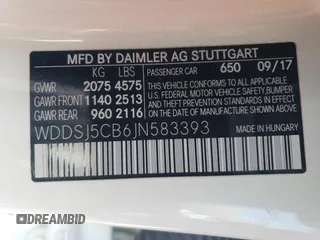 MFD BY DAIMLER AG STUTTGART
KG LBS PASSENGER CAR 650 09/17
GVWR 2075 4575 THIS VEHICLE CONFORMS TO ALL
GAWR FRONT 1140 2513 APPLICABLE U.S. FEDERAL MOTOR
VEHICLE SAFETY, BUMPER
GAWR REAR 960 2116 AND THEFT PREVENTION
STANDARDS IN EFFECT ON THE DATE OF
MANUFACTURE SHOWN ABOVE
WDDSJ5CB6JN583393 MADE IN HUNGARY
DREAMBID